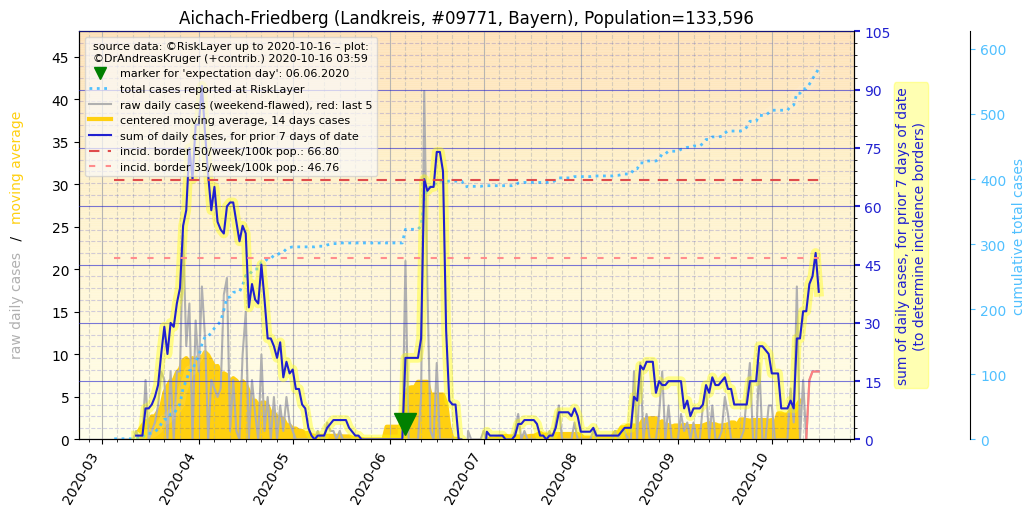 Aichach-Friedberg (Landkreis, #09771, Bayern), Population=133,596
source data: ©RiskLayer up to 2020-10-16 – plot:
©DrAndreasKruger (+contrib.) 2020-10-16 03:59
marker for 'expectation day': 06.06.2020
total cases reported at RiskLayer
raw daily cases (weekend-flawed), red: last 5
centered moving average, 14 days cases
sum of daily cases, for prior 7 days of date
incid. border 50/week/100k pop.: 66.80
incid. border 35/week/100k pop.: 46.76
raw daily cases / moving average
45
40
35
30
25
20
15
10
5
0
2020-03
2020-04
2020-05
2020-06
2020-07
2020-08
2020-09
2020-10
105
90
75
60
45
30
15
0
sum of daily cases, for prior 7 days of date
(to determine incidence borders)
600
500
400
300
200
100
0
cumulative total cases